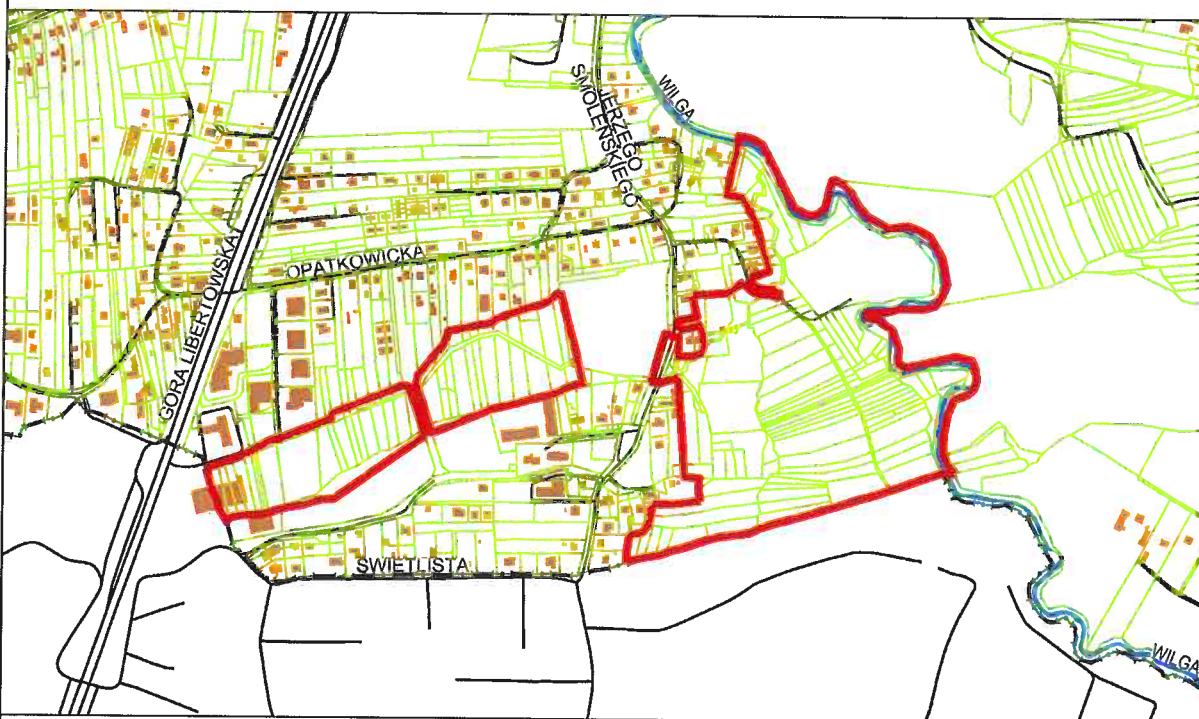 WILGA
JERZEGO
SMOLEŃSKIEGO
OPATKOWICKA
GÓRA LIBERTOWSKA
ŚWIETLISTA
WILGA